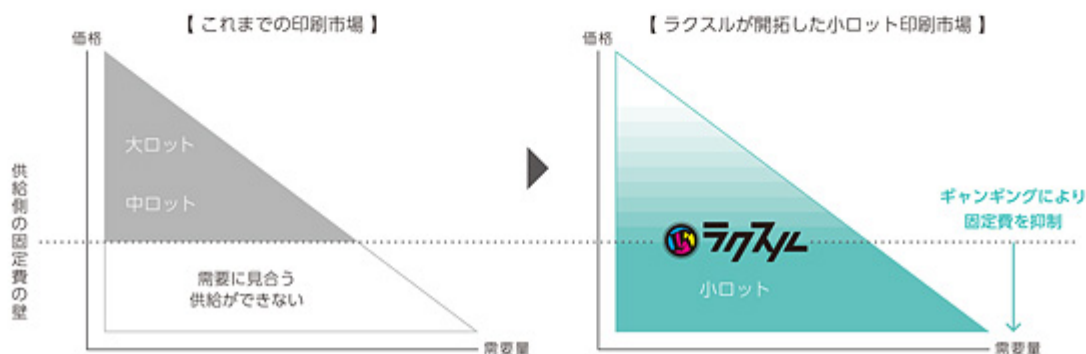 【 これまでの印刷市場 】
価格
大ロット
中ロット
供給側の固定費の壁
需要に見合う
供給ができない
需要量
【 ラクスルが開拓した小ロット印刷市場 】
価格
ラクスル
小ロット
ギャンギングにより
固定費を抑制
需要量